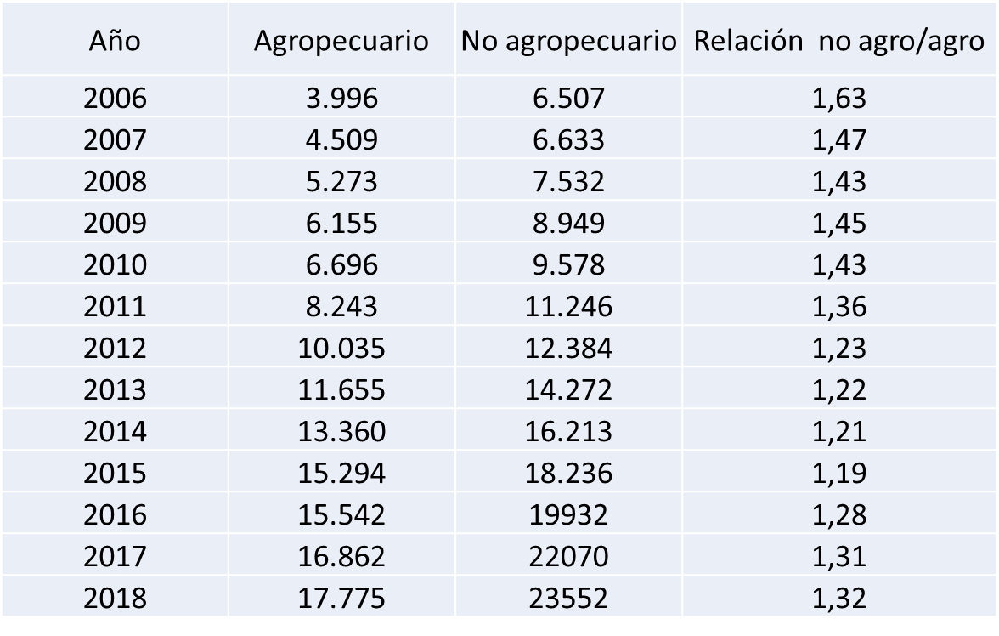 Año Agropecuario No agropecuario Relación no agro/agro
2006 3.996 6.507 1,63
2007 4.509 6.633 1,47
2008 5.273 7.532 1,43
2009 6.155 8.949 1,45
2010 6.696 9.578 1,43
2011 8.243 11.246 1,36
2012 10.035 12.384 1,23
2013 11.655 14.272 1,22
2014 13.360 16.213 1,21
2015 15.294 18.236 1,19
2016 15.542 19932 1,28
2017 16.862 22070 1,31
2018 17.775 23552 1,32